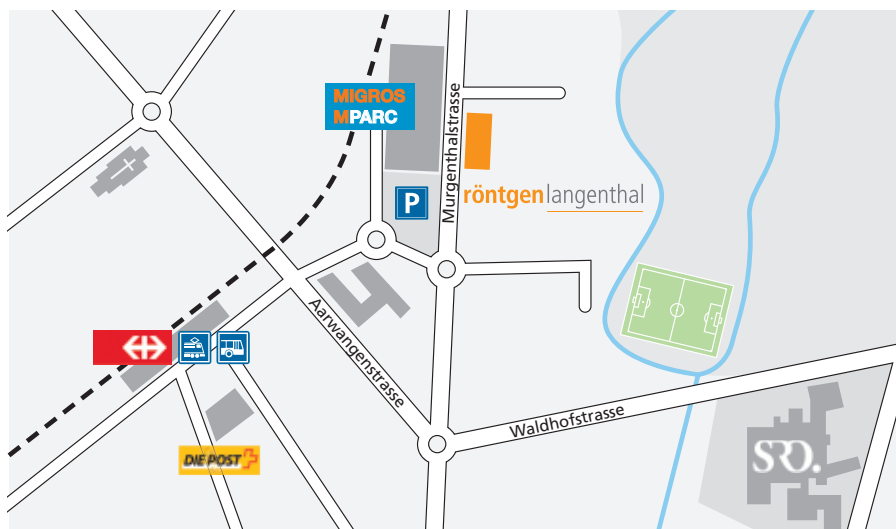 MIGROS
MPARC
Murgenthalstrasse
P
röntgenlangenthal
Aarwangenstrasse
DIE POST
Waldhofstrasse
SRO.